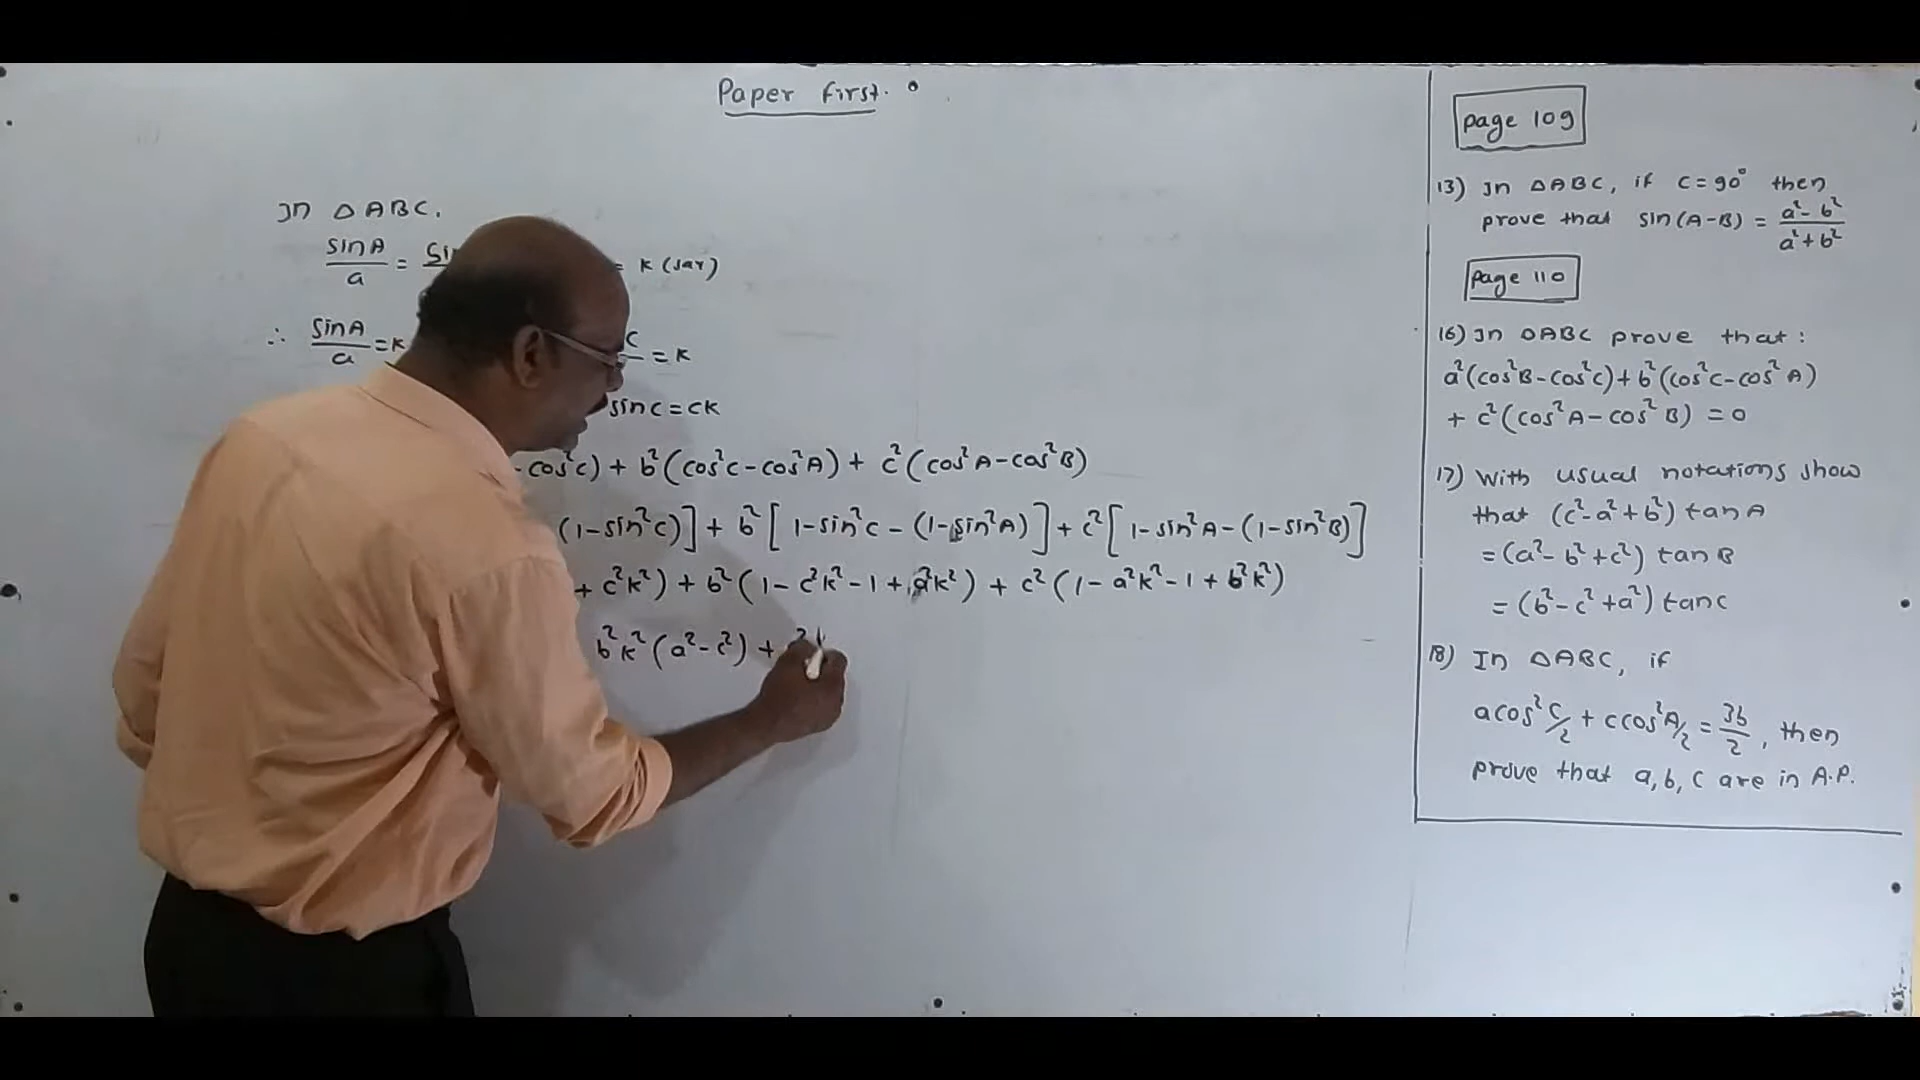 Paper first.
In △ABC.
sinA/a = Sin = k (say)
∴ sinA/a = k c = k
sinc = ck
- cos²c) + b²(cos²c-cos²A) + c²(cos²A-cos²B)
(1-sin²c)] + b²[1-sin²c - (1-sin²A)] + c²[1-sin²A-(1-sin²B)]
+ c²k²) + b²(1- c²k²-1 + a²k²) + c²(1- a²k²-1 + b²k²)
b²k²(a²-c²) +
page 109
13) In △ABC, if c=90° then
prove that sin(A-B) = a²-b²/a²+b²
page 110
16) In △ABC prove that :
a²(cos²B-cos²c)+b²(cos²c-cos²A)
+ c²(cos²A-cos²B) =0
17) With usual notations show
that (c²-a²+b²) tanA
=(a²-b²+c²) tanB
=(b²-c²+a²) tanc
18) In △ABC, if
acos²c/2 + ccos²A/2 = 3b/2, then
prove that a,b,c are in A.P.